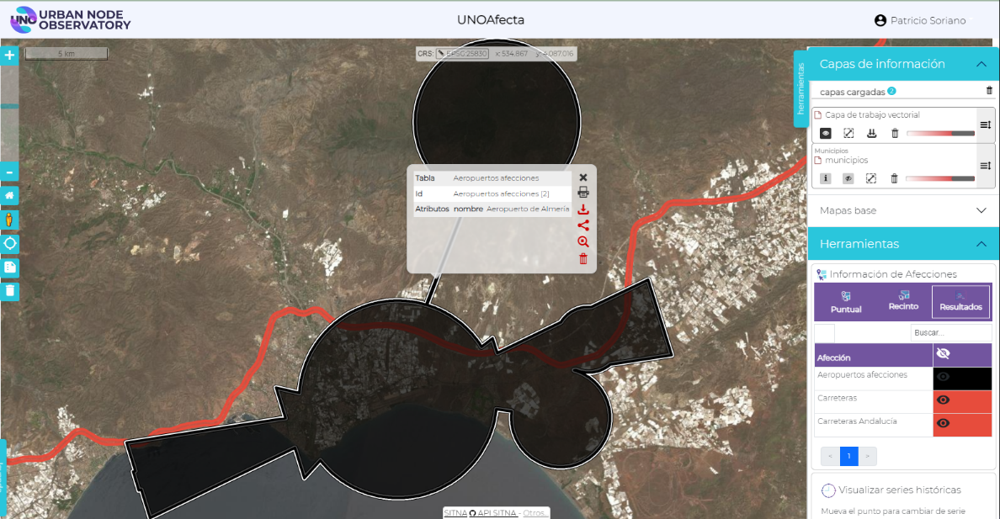 UNO URBAN NODE
OBSERVATORY
UNOAfecta
Patricio Soriano
5 km
CRS: EPSG:25830 x: 534.867 y: 4.087.016
herramientas
Capas de información
capas cargadas 2
Capa de trabajo vectorial
Municipios
municipios
Mapas base
Herramientas
Información de Afecciones
Puntual
Recinto
Resultados
Buscar...
Afección
Aeropuertos afecciones
Carreteras
Carreteras Andalucía
< 1 >
Visualizar series históricas
Mueva el punto para cambiar de serie
Tabla Aeropuertos afecciones
Id Aeropuertos afecciones [2]
Atributos nombre Aeropuerto de Almería
SITNA API SITNA - Otros...